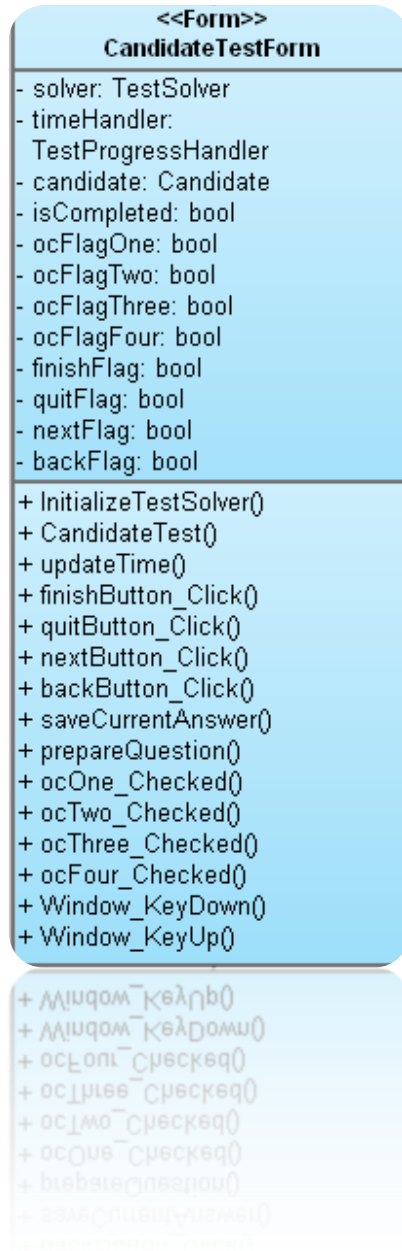 <<Form>>
CandidateTestForm
- solver: TestSolver
- timeHandler:
TestProgressHandler
- candidate: Candidate
- isCompleted: bool
- ocFlagOne: bool
- ocFlagTwo: bool
- ocFlagThree: bool
- ocFlagFour: bool
- finishFlag: bool
- quitFlag: bool
- nextFlag: bool
- backFlag: bool
+ InitializeTestSolver()
+ CandidateTest()
+ updateTime()
+ finishButton_Click()
+ quitButton_Click()
+ nextButton_Click()
+ backButton_Click()
+ saveCurrentAnswer()
+ prepareQuestion()
+ ocOne_Checked()
+ ocTwo_Checked()
+ ocThree_Checked()
+ ocFour_Checked()
+ Window_KeyDown()
+ Window_KeyUp()